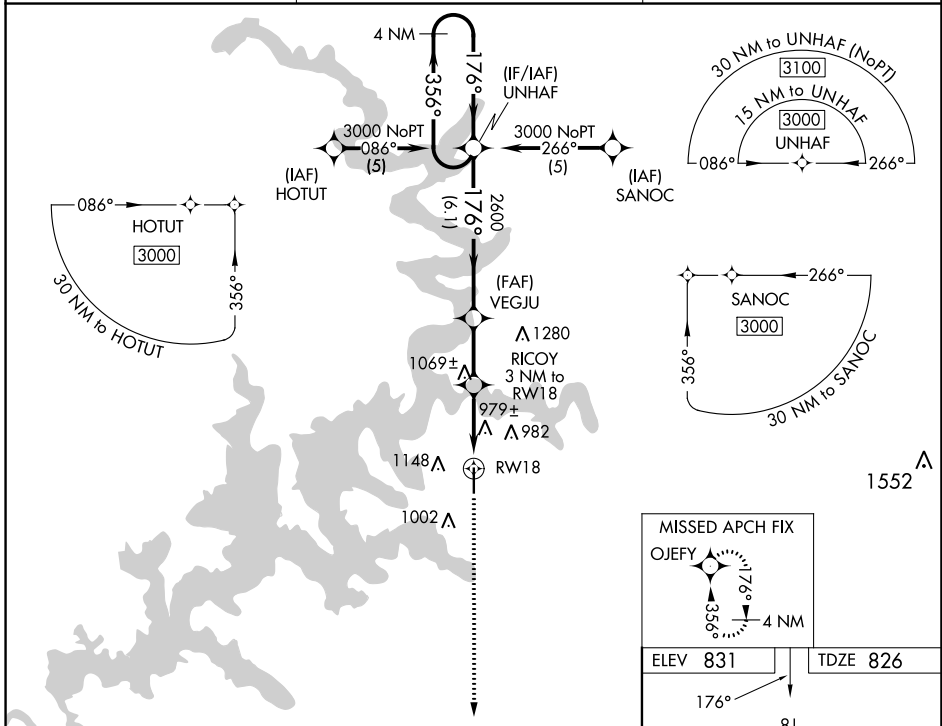 4 NM
356°
176°
(IF/IAF)
UNHAF
3000 NoPT
086°
(5)
(IAF)
HOTUT
3000 NoPT
266°
(5)
(IAF)
SANOC
30 NM to UNHAF (NoPT)
3100
15 NM to UNHAF
3000
UNHAF
086°
266°
086°
HOTUT
3000
356°
30 NM to HOTUT
2600
176°
(6.1)
(FAF)
VEGJU
1280
1069±
RICOY
3 NM to
RW18
979±
982
1148
RW18
1002
266°
SANOC
3000
356°
30 NM to SANOC
1552
MISSED APCH FIX
OJEFY
176°
356°
4 NM
ELEV 831
TDZE 826
176°